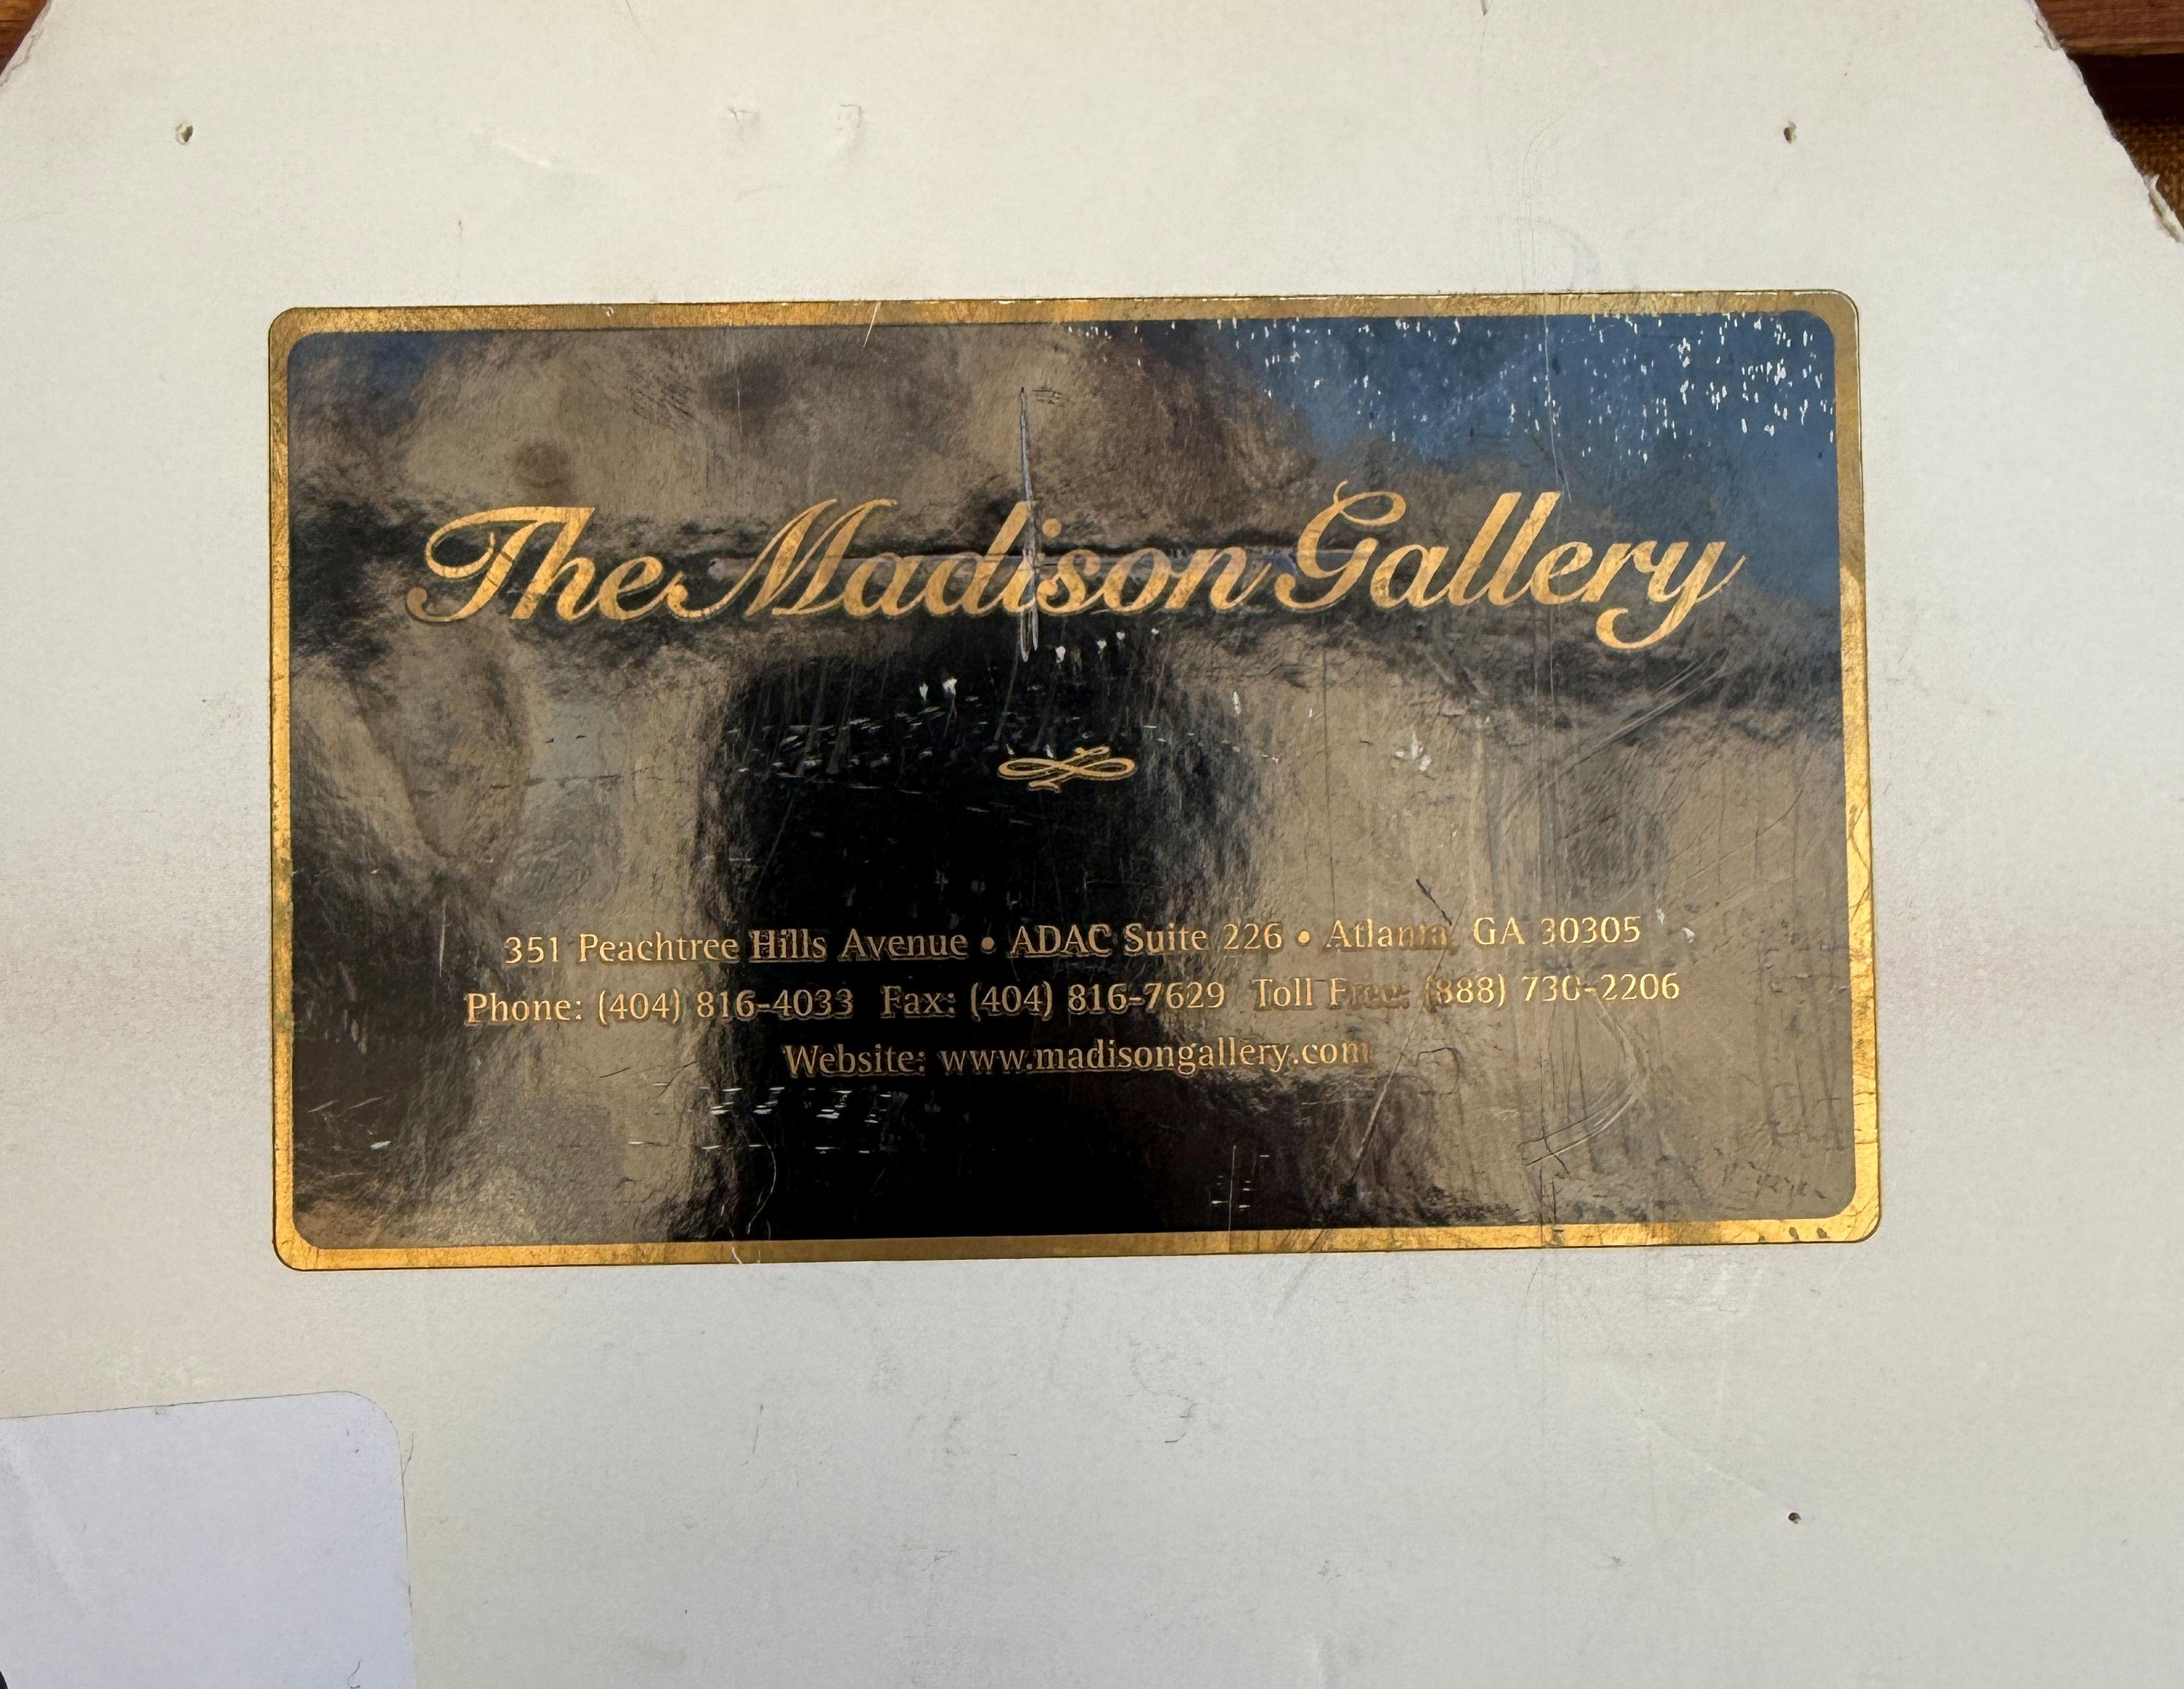 The Madison Gallery
351 Peachtree Hills Avenue • ADAC Suite 226 • Atlanta, GA 30305
Phone: (404) 816-4033 Fax: (404) 816-7629 Toll Free: (888) 730-2206
Website: www.madisongallery.com